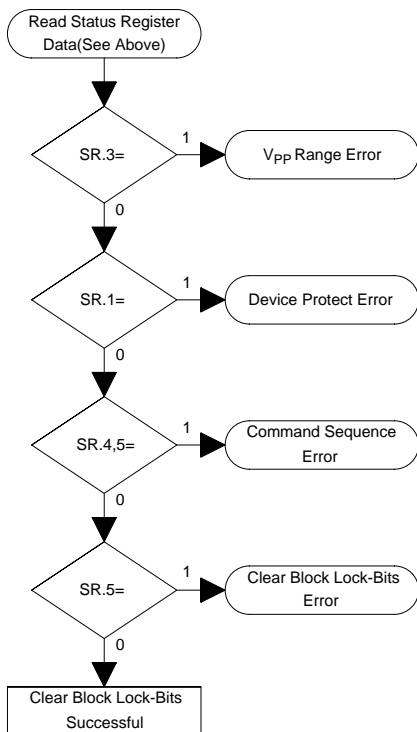 Read Status Register
Data(See Above)
SR.3=
1
VPP Range Error
0
SR.1=
1
Device Protect Error
0
SR.4,5=
1
Command Sequence
Error
0
SR.5=
1
Clear Block Lock-Bits
Error
0
Clear Block Lock-Bits
Successful